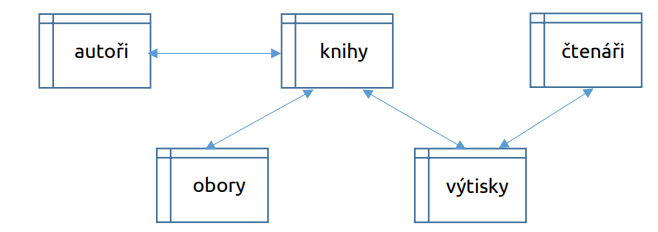 autoři
knihy
čtenáři
obory
výtisky